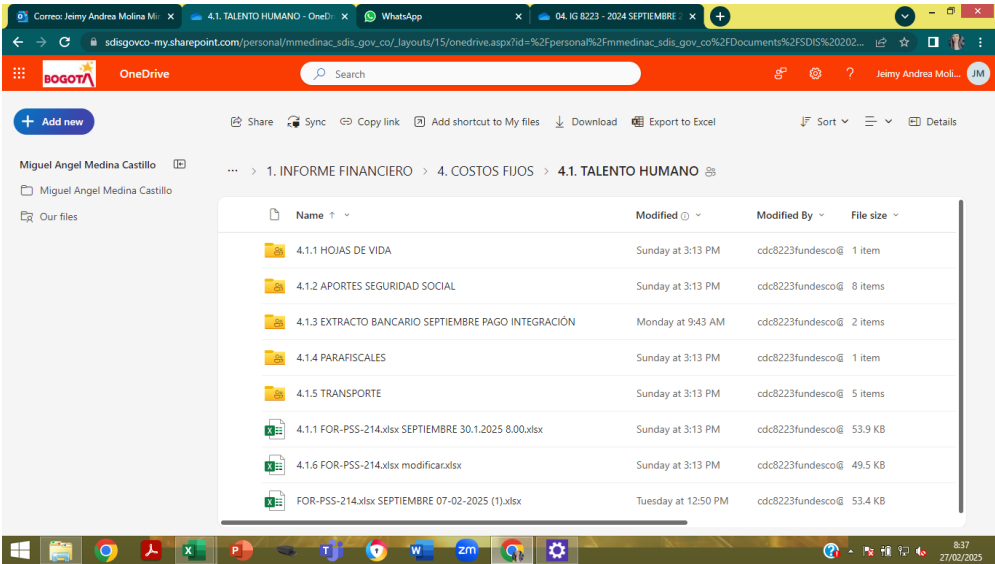 Correo: Jeimy Andrea Molina Mir
4.1. TALENTO HUMANO - OneDr
WhatsApp
04. IG 8223 - 2024 SEPTIEMBRE 2
sdisgovco-my.sharepoint.com/personal/mmedinac_sdis_gov_co/_layouts/15/onedrive.aspx?id=%2Fpersonal%2Fmmedinac_sdis_gov_co%2FDocuments%2FSDIS%20202...
BOGOTÁ
OneDrive
Search
Jeimy Andrea Moli...
JM
Add new
Share
Sync
Copy link
Add shortcut to My files
Download
Export to Excel
Sort
Details
Miguel Angel Medina Castillo
Miguel Angel Medina Castillo
Our files
... > 1. INFORME FINANCIERO > 4. COSTOS FIJOS > 4.1. TALENTO HUMANO
Name Modified Modified By File size
4.1.1 HOJAS DE VIDA Sunday at 3:13 PM cdc8223fundesco@ 1 item
4.1.2 APORTES SEGURIDAD SOCIAL Sunday at 3:13 PM cdc8223fundesco@ 8 items
4.1.3 EXTRACTO BANCARIO SEPTIEMBRE PAGO INTEGRACIÓN Monday at 9:43 AM cdc8223fundesco@ 2 items
4.1.4 PARAFISCALES Sunday at 3:13 PM cdc8223fundesco@ 1 item
4.1.5 TRANSPORTE Sunday at 3:13 PM cdc8223fundesco@ 5 items
4.1.1 FOR-PSS-214.xlsx SEPTIEMBRE 30.1.2025 8.00.xlsx Sunday at 3:13 PM cdc8223fundesco@ 53.9 KB
4.1.6 FOR-PSS-214.xlsx modificar.xlsx Sunday at 3:13 PM cdc8223fundesco@ 49.5 KB
FOR-PSS-214.xlsx SEPTIEMBRE 07-02-2025 (1).xlsx Tuesday at 12:50 PM cdc8223fundesco@ 53.4 KB
zm
8:37
27/02/2025